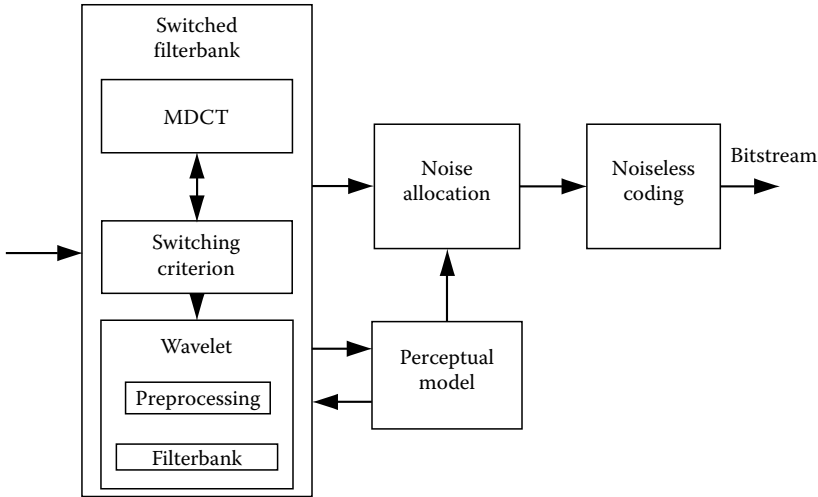 Switched
filterbank
MDCT
Switching
criterion
Wavelet
Preprocessing
Filterbank
Noise
allocation
Perceptual
model
Noiseless
coding
Bitstream